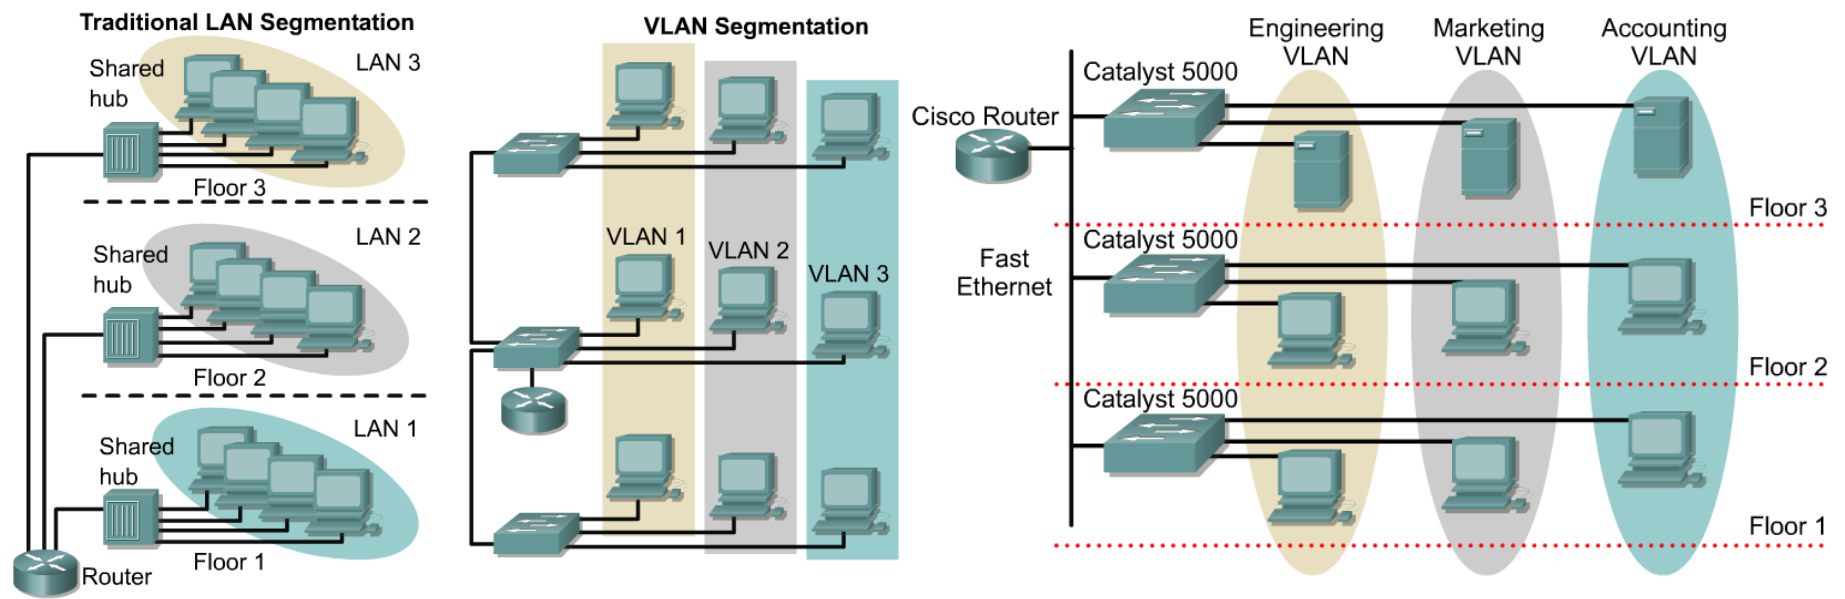 Traditional LAN Segmentation
LAN 3
Shared
hub
Floor 3
LAN 2
Shared
hub
Floor 2
LAN 1
Shared
hub
Floor 1
Router
VLAN Segmentation
VLAN 1
VLAN 2
VLAN 3
Engineering
VLAN
Marketing
VLAN
Accounting
VLAN
Catalyst 5000
Cisco Router
Floor 3
Catalyst 5000
Fast
Ethernet
Floor 2
Catalyst 5000
Floor 1